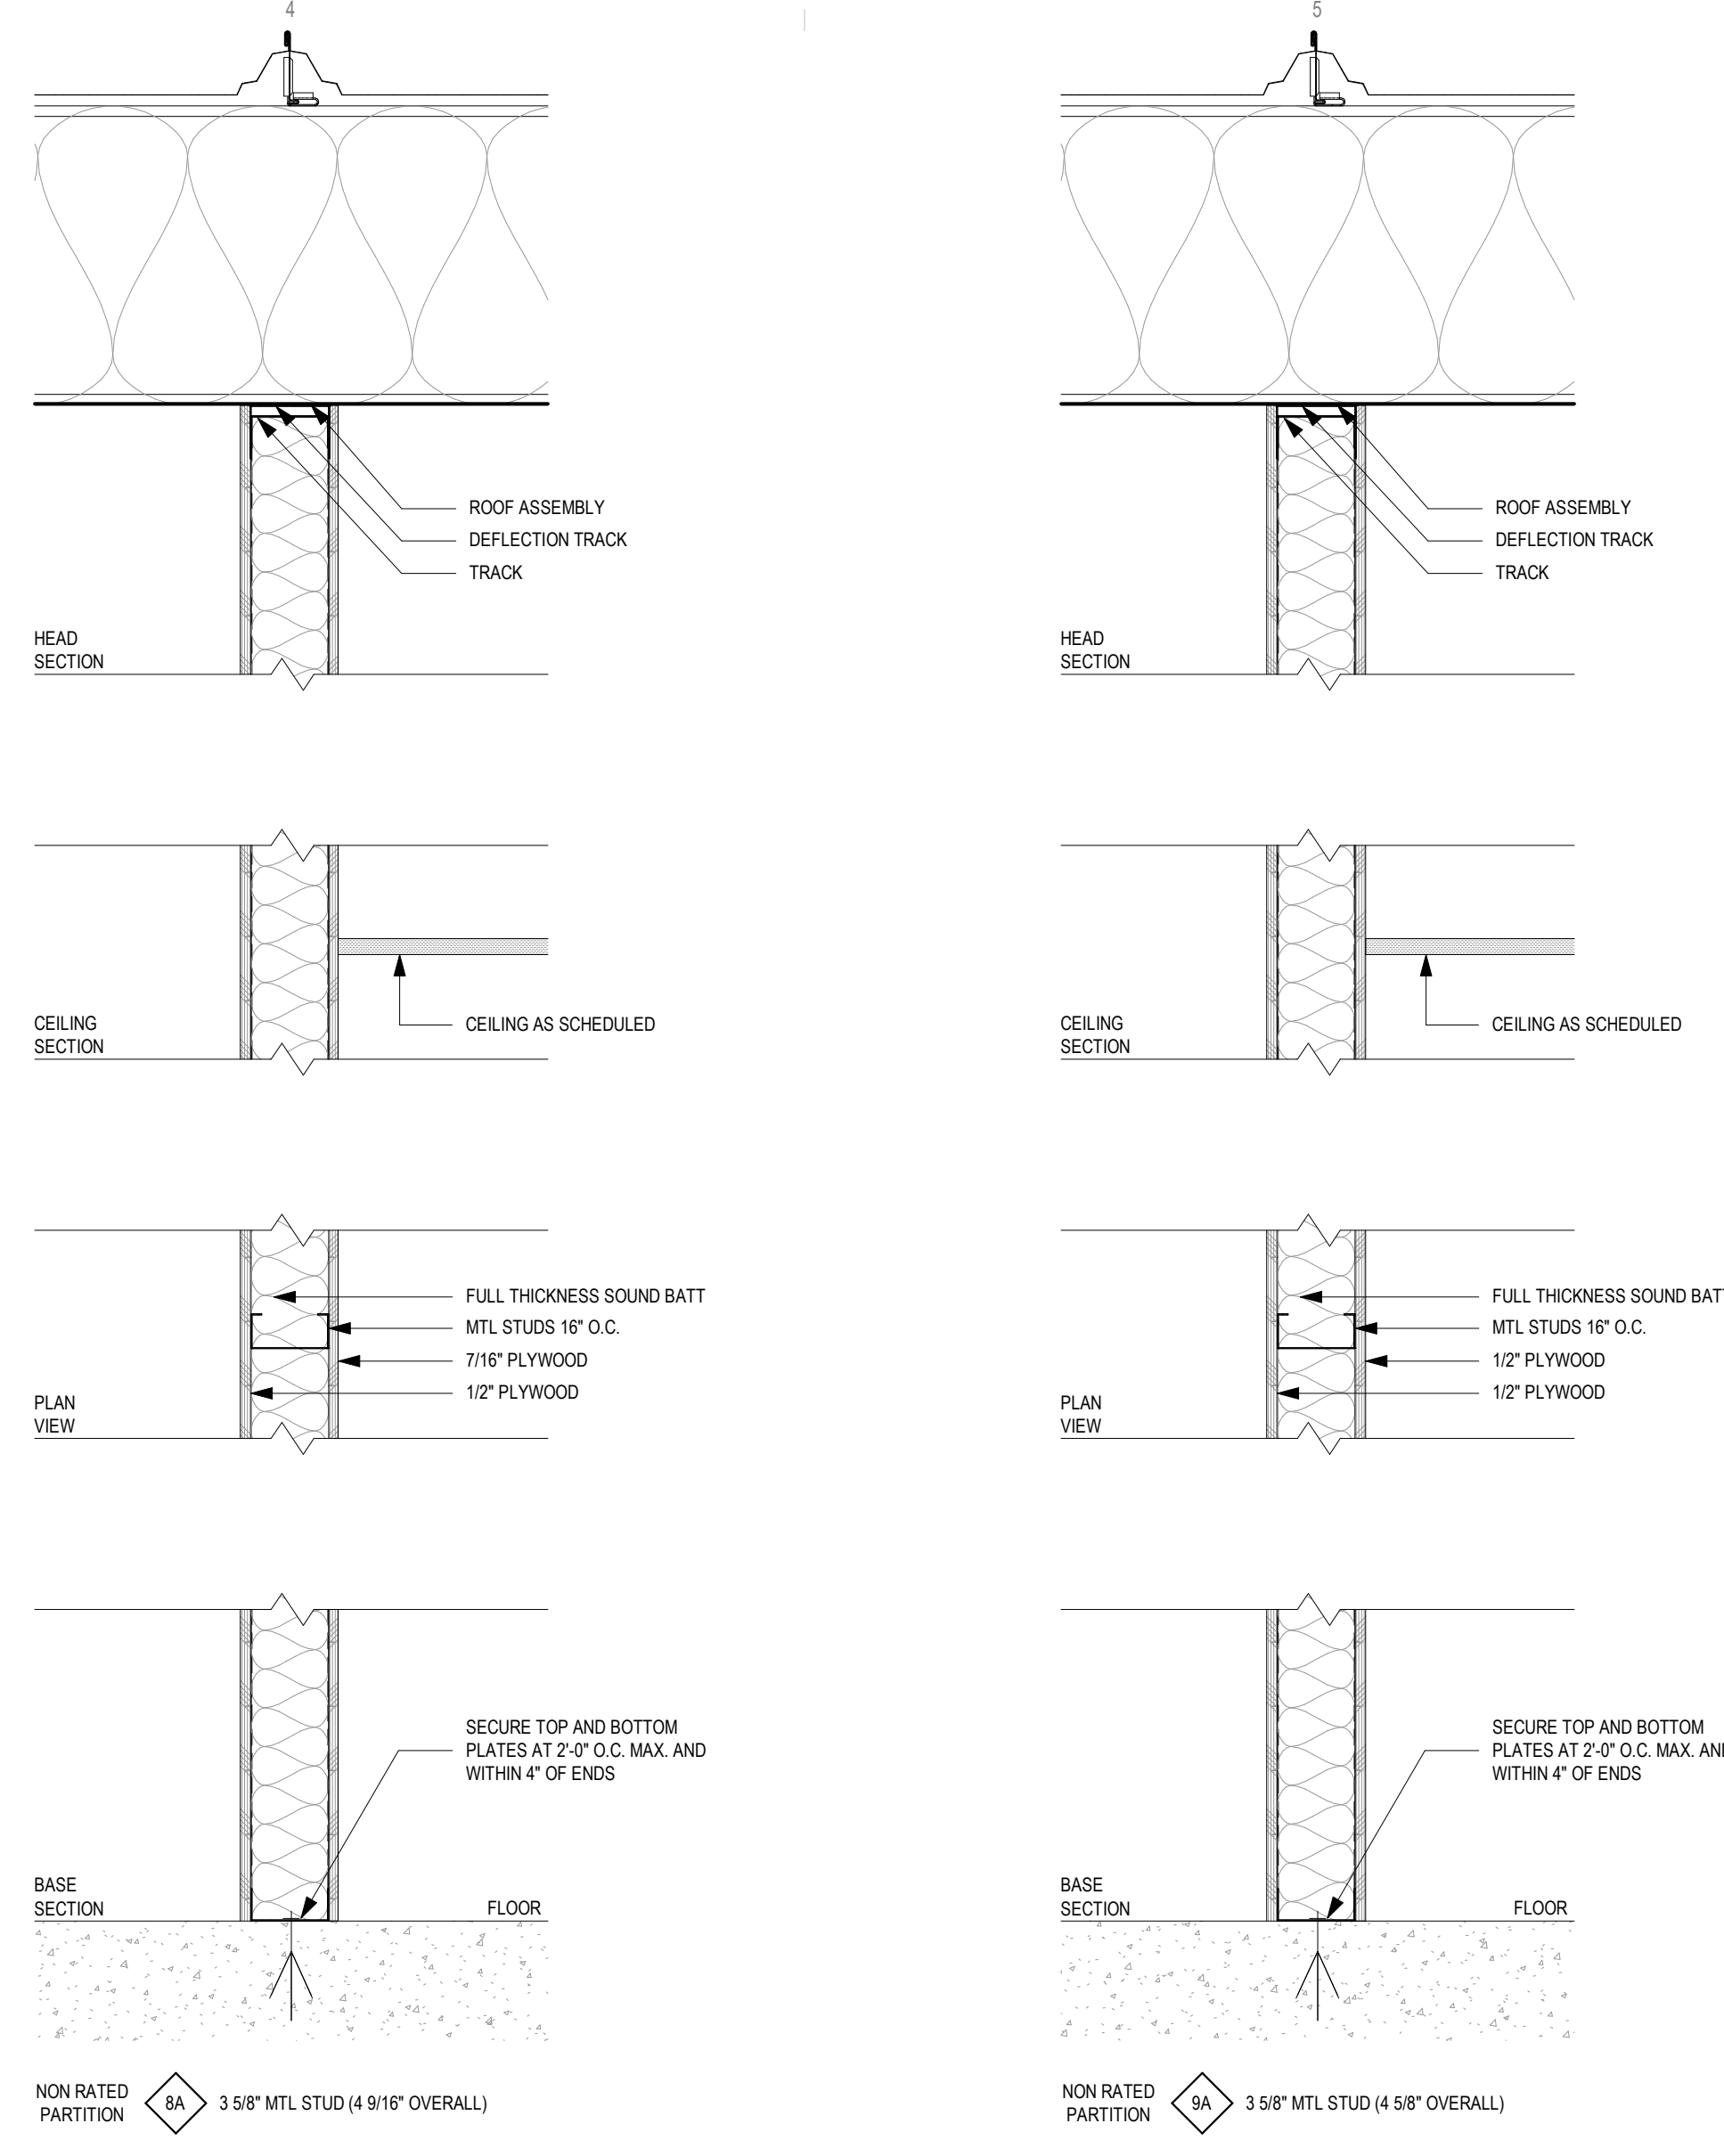 4
ROOF ASSEMBLY
DEFLECTION TRACK
TRACK
HEAD
SECTION
CEILING AS SCHEDULED
CEILING
SECTION
FULL THICKNESS SOUND BATT
MTL STUDS 16" O.C.
7/16" PLYWOOD
1/2" PLYWOOD
PLAN
VIEW
SECURE TOP AND BOTTOM
PLATES AT 2'-0" O.C. MAX. AND
WITHIN 4" OF ENDS
BASE
SECTION
FLOOR
NON RATED
PARTITION
8A
3 5/8" MTL STUD (4 9/16" OVERALL)
5
ROOF ASSEMBLY
DEFLECTION TRACK
TRACK
HEAD
SECTION
CEILING AS SCHEDULED
CEILING
SECTION
FULL THICKNESS SOUND BATT
MTL STUDS 16" O.C.
1/2" PLYWOOD
1/2" PLYWOOD
PLAN
VIEW
SECURE TOP AND BOTTOM
PLATES AT 2'-0" O.C. MAX. AND
WITHIN 4" OF ENDS
BASE
SECTION
FLOOR
NON RATED
PARTITION
9A
3 5/8" MTL STUD (4 5/8" OVERALL)